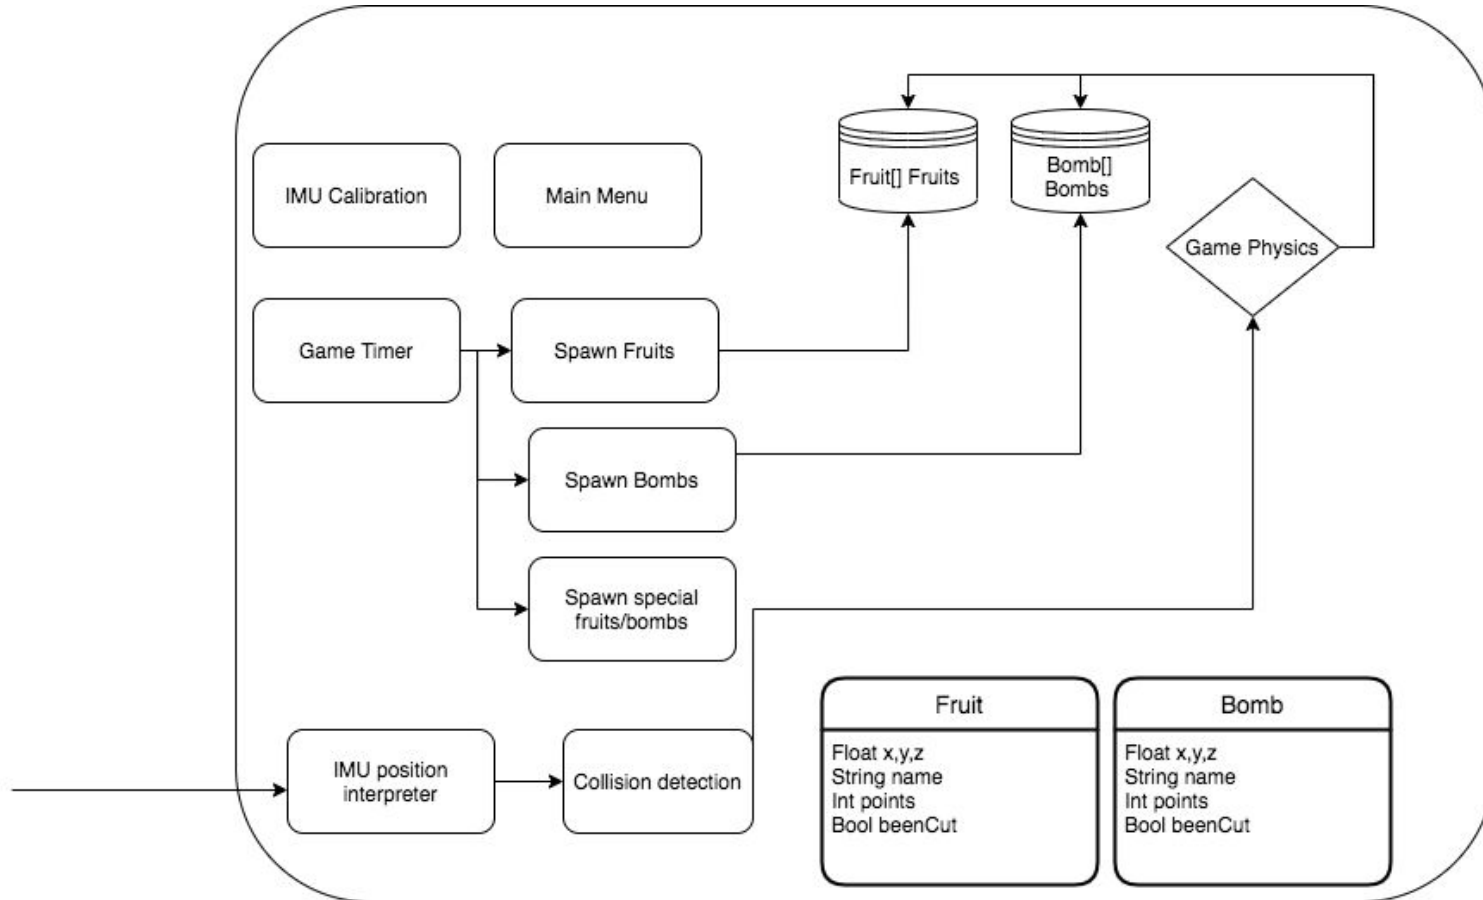 IMU Calibration
Main Menu
Fruit[] Fruits
Bomb[]
Bombs
Game Physics
Game Timer
Spawn Fruits
Spawn Bombs
Spawn special
fruits/bombs
IMU position
interpreter
Collision detection
Fruit
Float x,y,z
String name
Int points
Bool beenCut
Bomb
Float x,y,z
String name
Int points
Bool beenCut